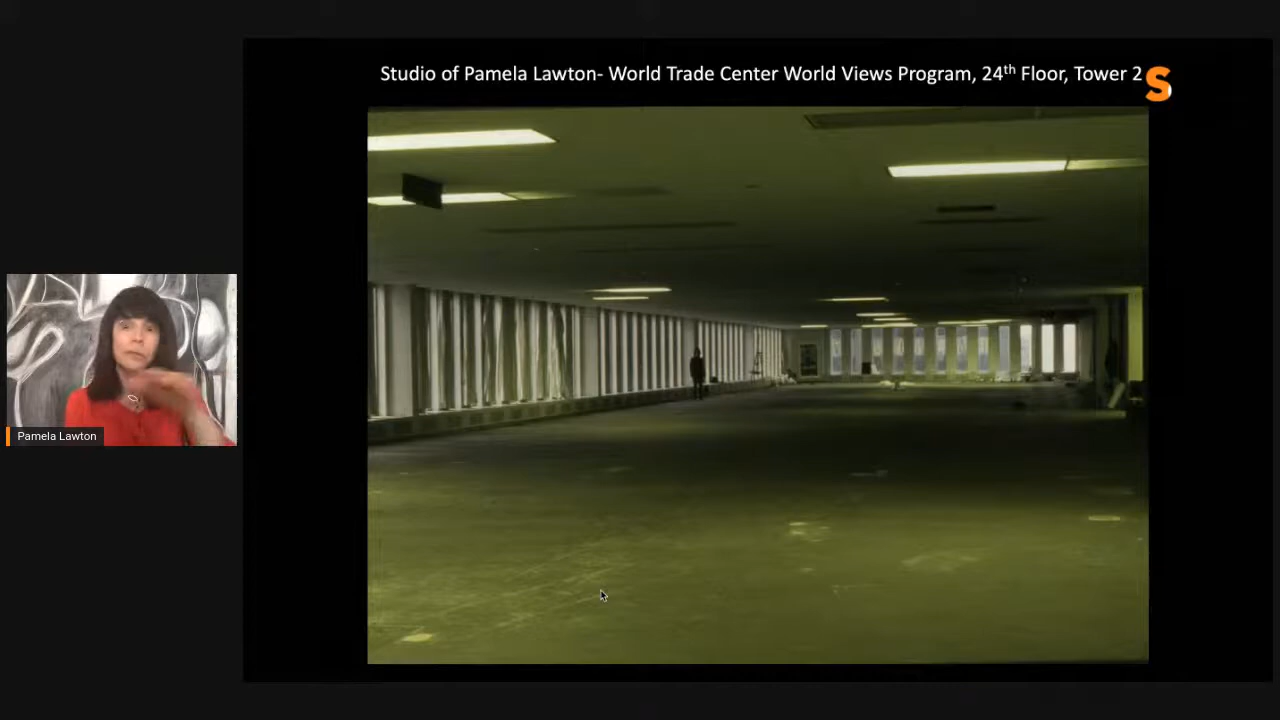 Studio of Pamela Lawton- World Trade Center World Views Program, 24th Floor, Tower 2
S
Pamela Lawton